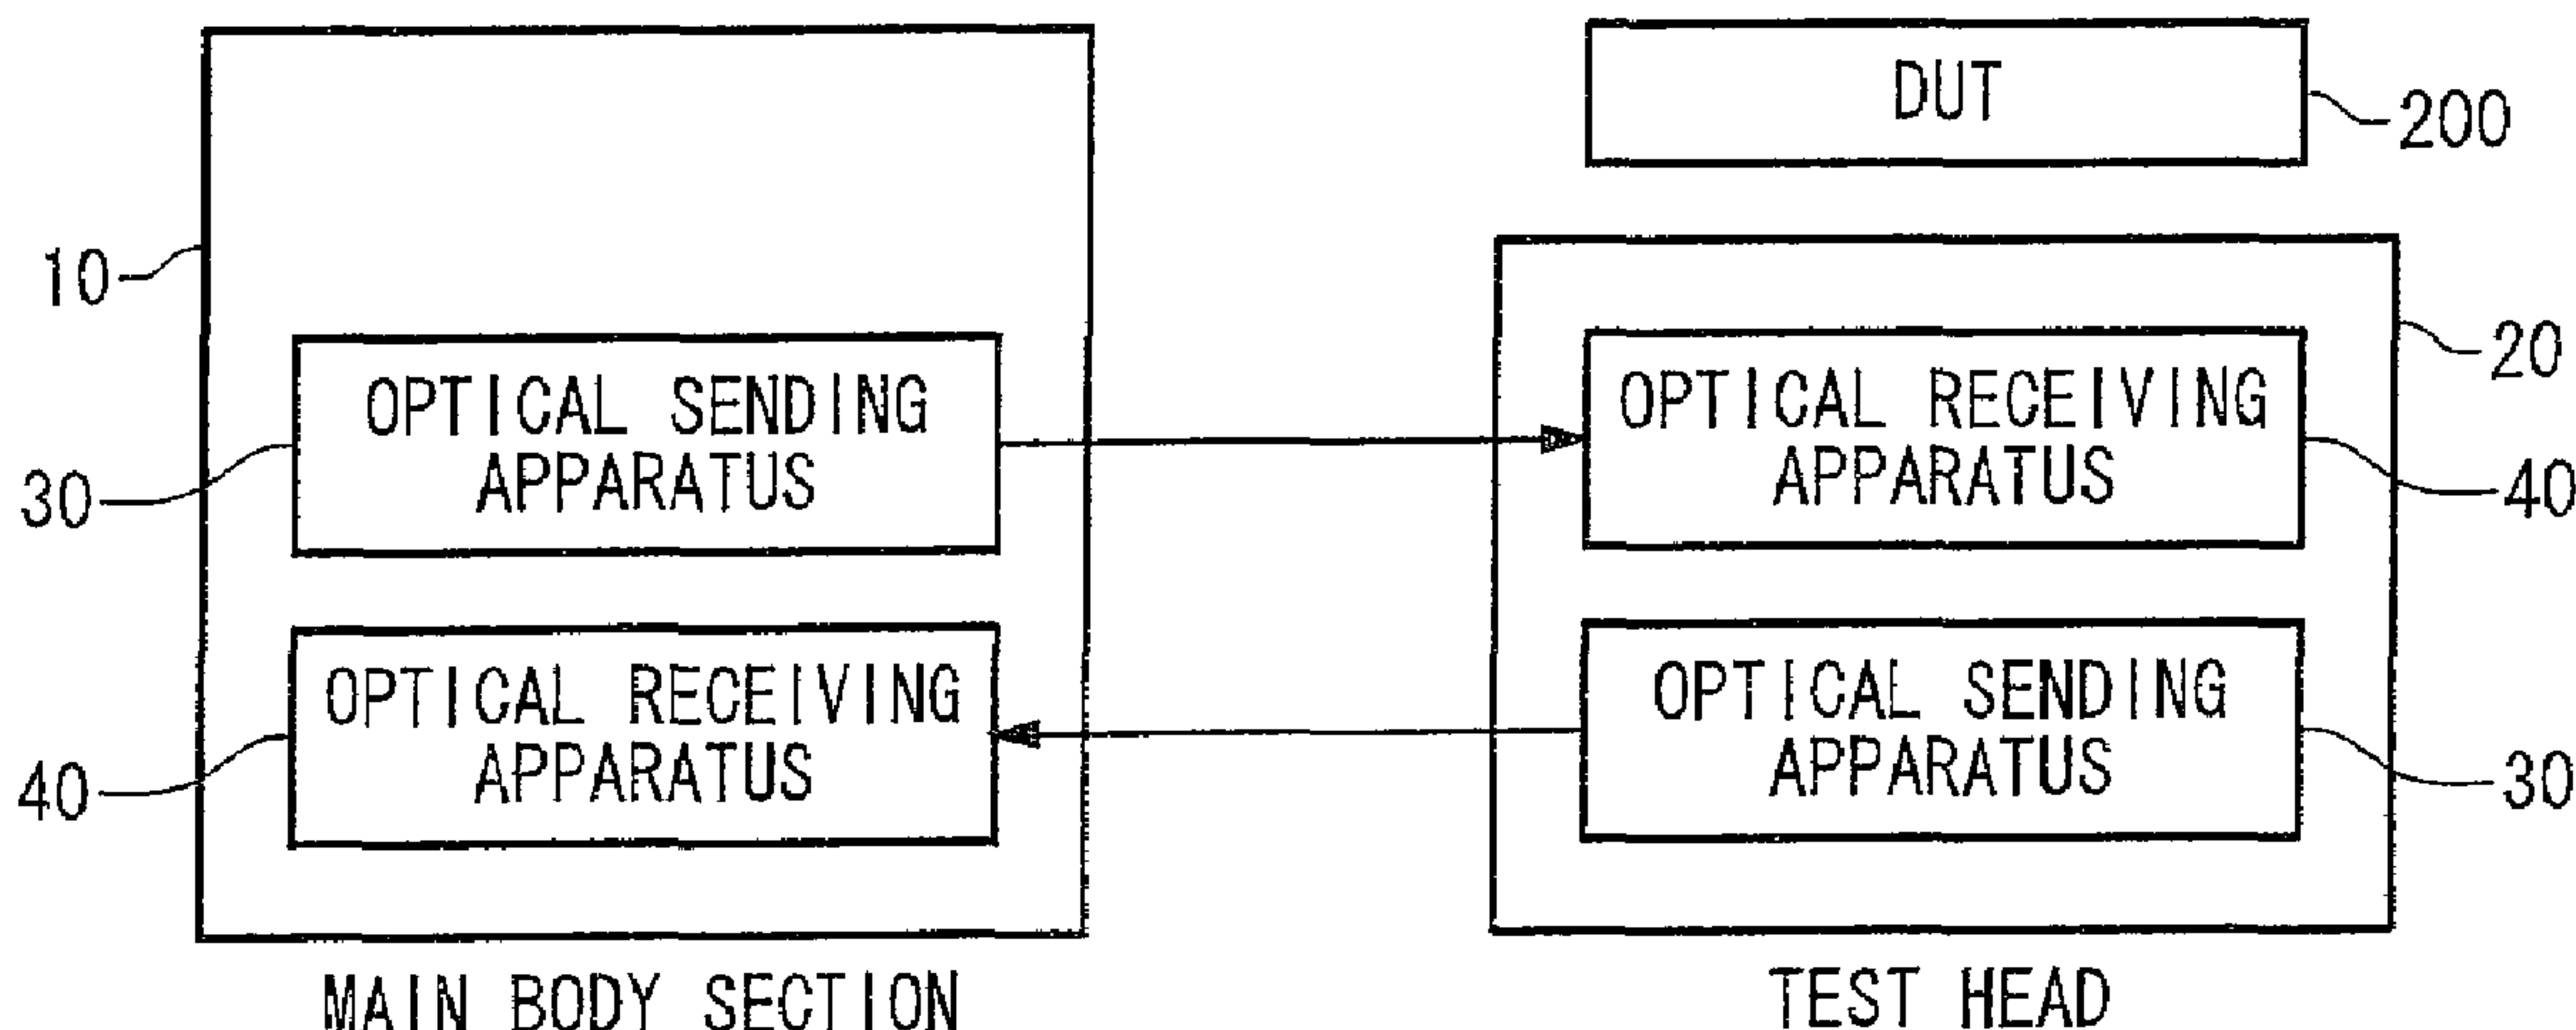 DUT
200
10
20
OPTICAL SENDING
APPARATUS
30
OPTICAL RECEIVING
APPARATUS
40
OPTICAL RECEIVING
APPARATUS
40
OPTICAL SENDING
APPARATUS
30
MAIN BODY SECTION
TEST HEAD